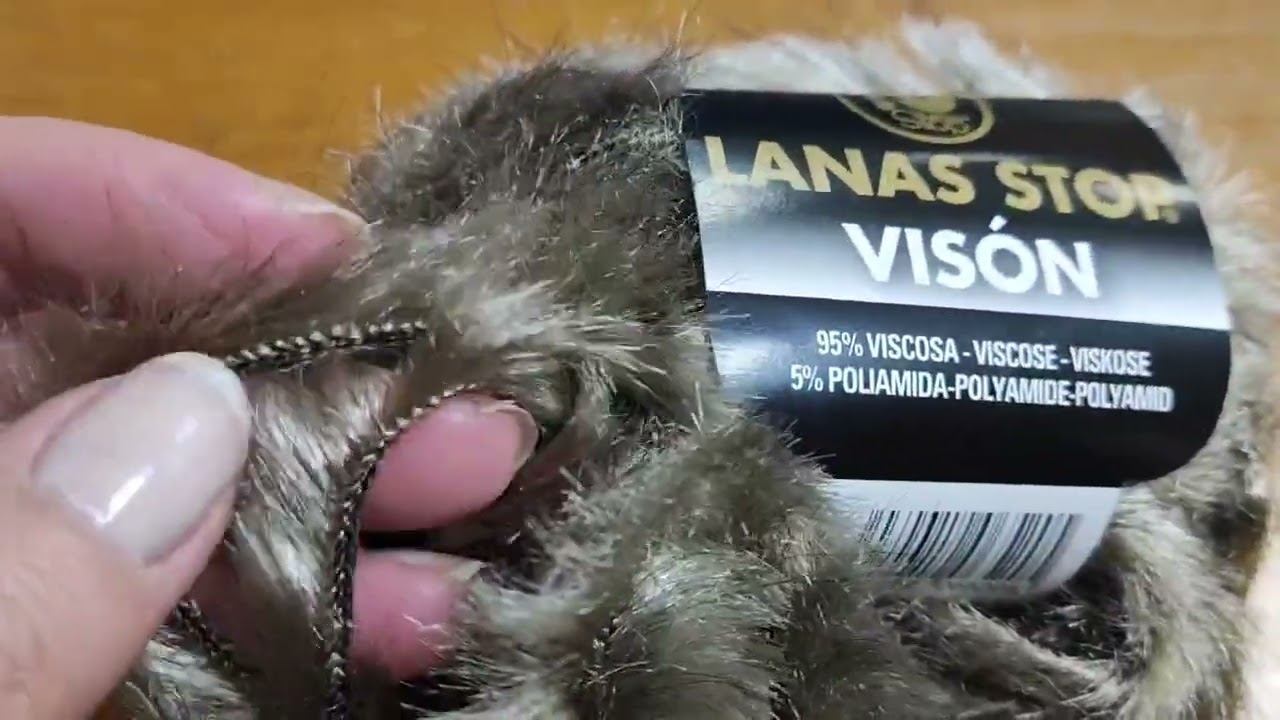 LANAS STOP
VISÓN
95% VISCOSA - VISCOSE - VISKOSE
5% POLIAMIDA-POLYAMIDE-POLYAMID